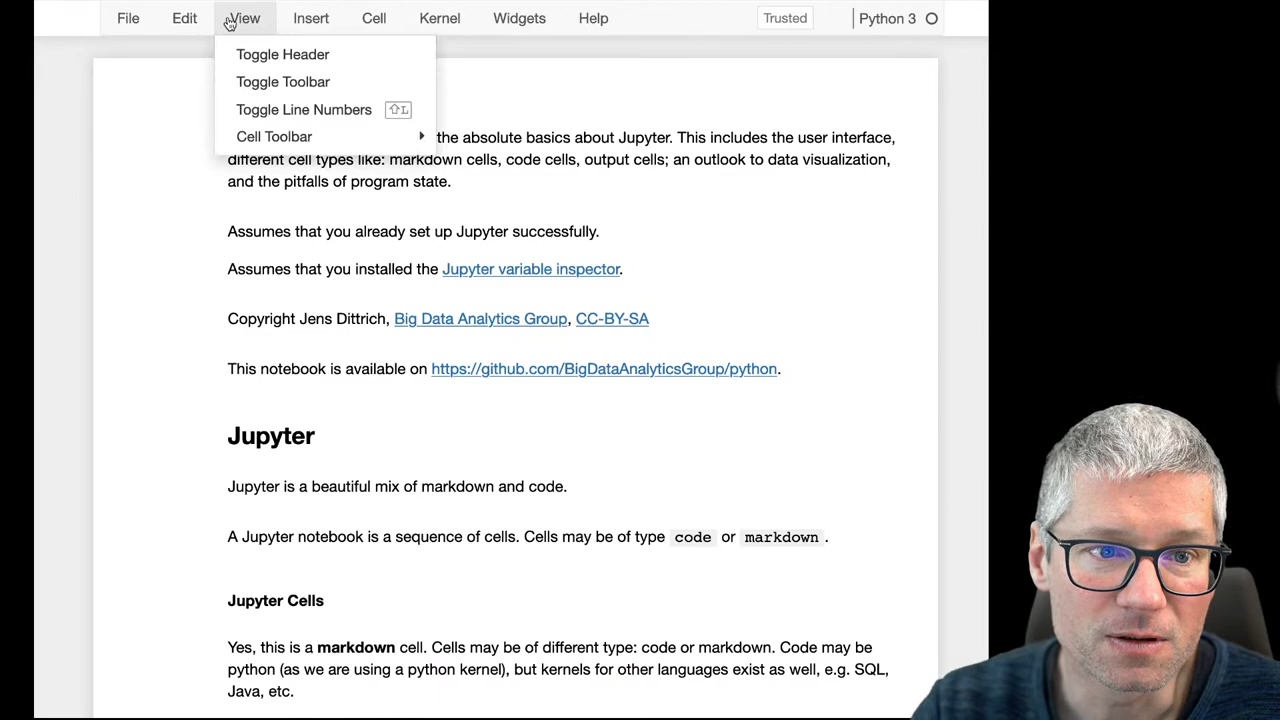 File Edit View Insert Cell Kernel Widgets Help Trusted Python 3
Toggle Header
Toggle Toolbar
Toggle Line Numbers ⇧L
Cell Toolbar
the absolute basics about Jupyter. This includes the user interface,
different cell types like: markdown cells, code cells, output cells; an outlook to data visualization,
and the pitfalls of program state.
Assumes that you already set up Jupyter successfully.
Assumes that you installed the Jupyter variable inspector.
Copyright Jens Dittrich, Big Data Analytics Group, CC-BY-SA
This notebook is available on https://github.com/BigDataAnalyticsGroup/python.
Jupyter
Jupyter is a beautiful mix of markdown and code.
A Jupyter notebook is a sequence of cells. Cells may be of type code or markdown .
Jupyter Cells
Yes, this is a markdown cell. Cells may be of different type: code or markdown. Code may be
python (as we are using a python kernel), but kernels for other languages exist as well, e.g. SQL,
Java, etc.